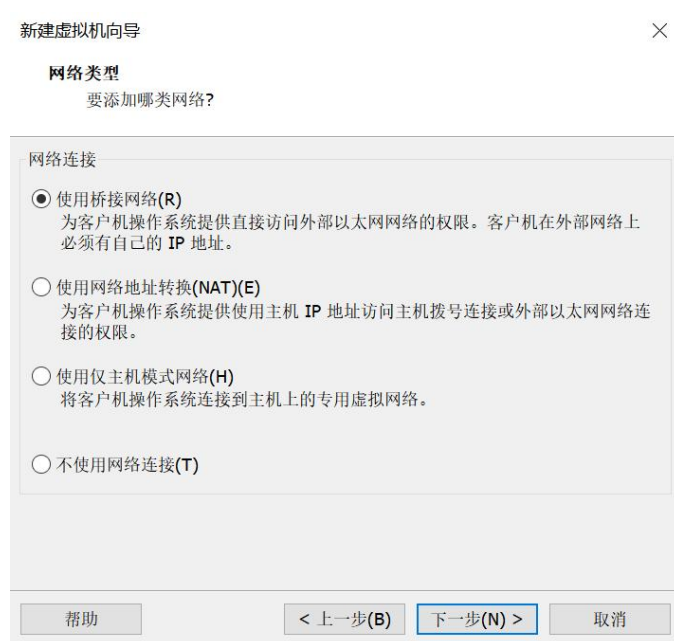 新建虚拟机向导
网络类型
要添加哪类网络?
网络连接
使用桥接网络(R)
为客户机操作系统提供直接访问外部以太网网络的权限。客户机在外部网络上
必须有自己的 IP 地址。
使用网络地址转换(NAT)(E)
为客户机操作系统提供使用主机 IP 地址访问主机拨号连接或外部以太网网络连
接的权限。
使用仅主机模式网络(H)
将客户机操作系统连接到主机上的专用虚拟网络。
不使用网络连接(T)
帮助
< 上一步(B)
下一步(N) >
取消